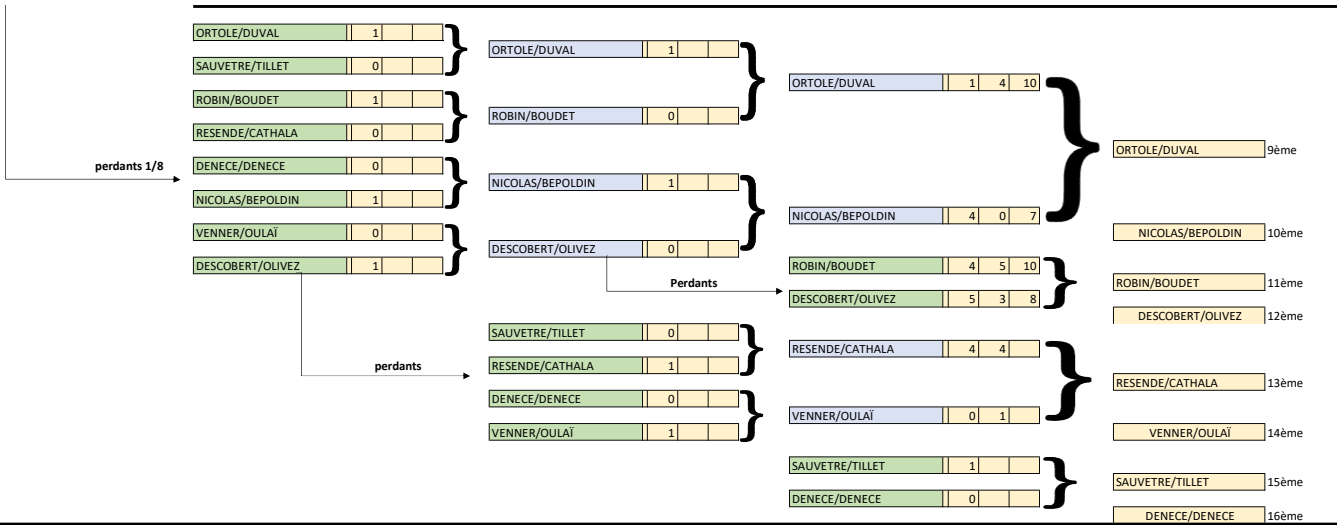 ORTOLE/DUVAL 1
SAUVETRE/TILLET 0
ROBIN/BOUDET 1
RESENDE/CATHALA 0
perdants 1/8
DENECE/DENECE 0
NICOLAS/BEPOLDIN 1
VENNER/OULAÏ 0
DESCOBERT/OLIVEZ 1
ORTOLE/DUVAL 1
ROBIN/BOUDET 0
NICOLAS/BEPOLDIN 1
DESCOBERT/OLIVEZ 0
perdants
SAUVETRE/TILLET 0
RESENDE/CATHALA 1
DENECE/DENECE 0
VENNER/OULAÏ 1
ORTOLE/DUVAL 1 4 10
NICOLAS/BEPOLDIN 4 0 7
Perdants
ROBIN/BOUDET 4 5 10
DESCOBERT/OLIVEZ 5 3 8
RESENDE/CATHALA 4 4
VENNER/OULAÏ 0 1
SAUVETRE/TILLET 1
DENECE/DENECE 0
ORTOLE/DUVAL 9ème
NICOLAS/BEPOLDIN 10ème
ROBIN/BOUDET 11ème
DESCOBERT/OLIVEZ 12ème
RESENDE/CATHALA 13ème
VENNER/OULAÏ 14ème
SAUVETRE/TILLET 15ème
DENECE/DENECE 16ème